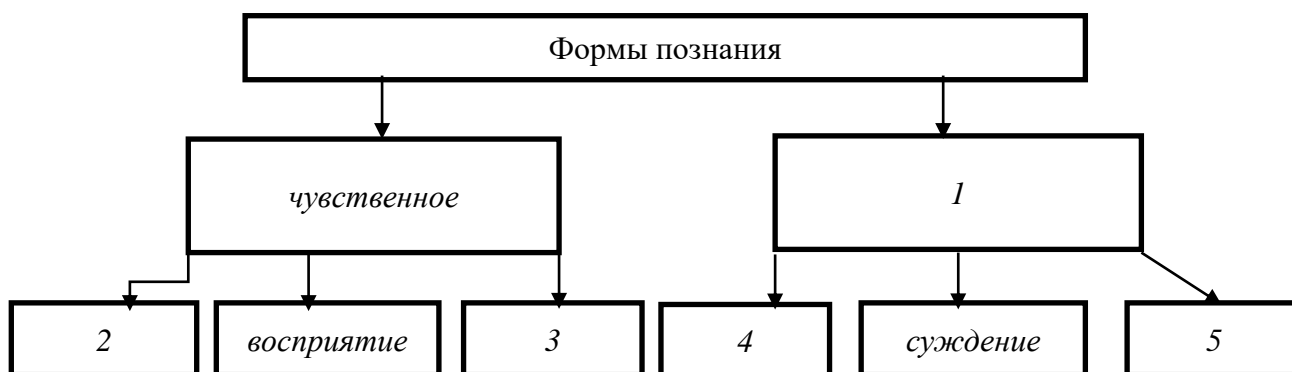 Формы познания
чувственное
1
2
восприятие
3
4
суждение
5